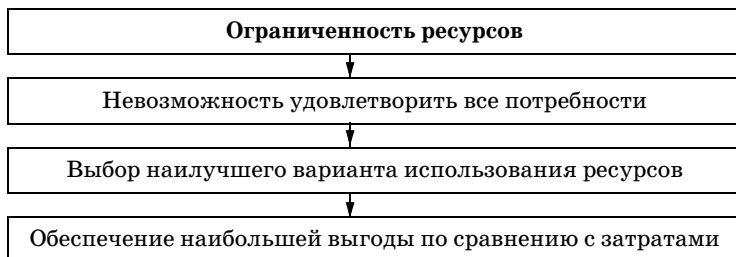 Ограниченность ресурсов
Невозможность удовлетворить все потребности
Выбор наилучшего варианта использования ресурсов
Обеспечение наибольшей выгоды по сравнению с затратами